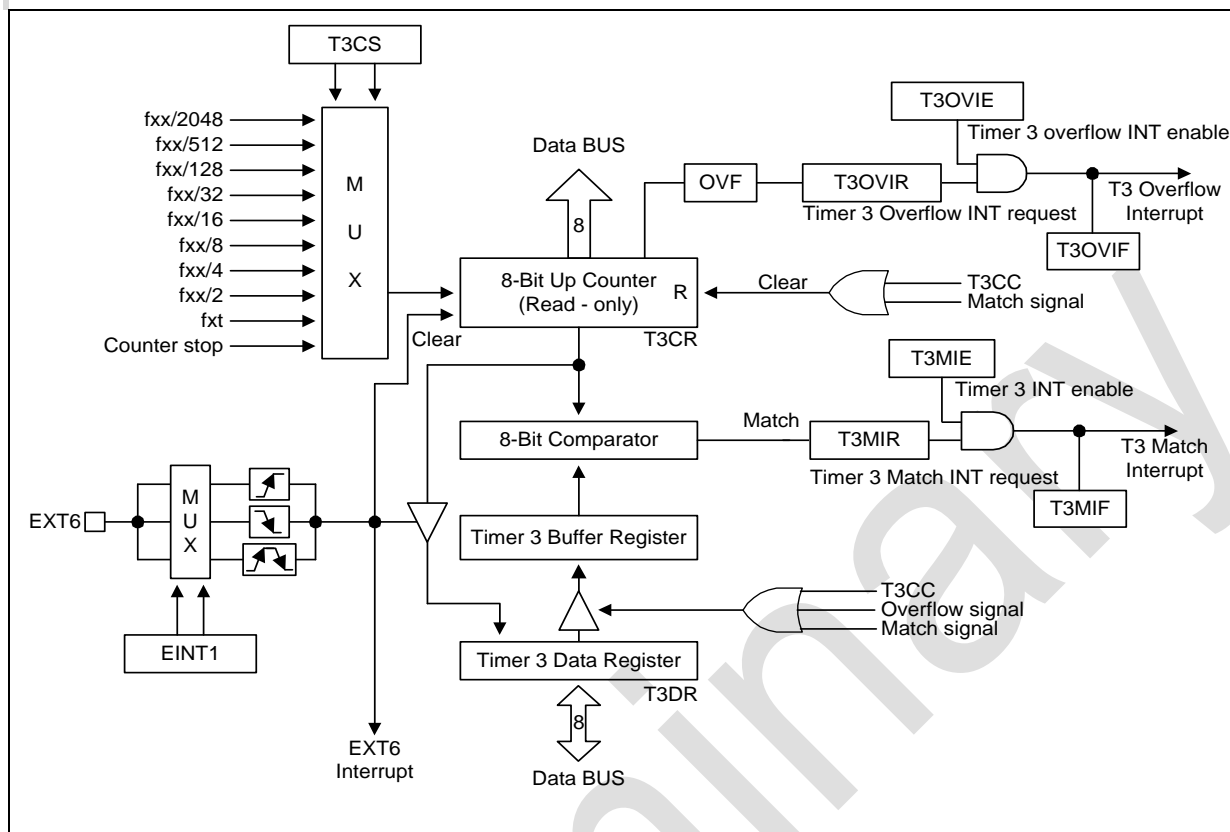 T3CS
fxx/2048
fxx/512
fxx/128
fxx/32
fxx/16
fxx/8
fxx/4
fxx/2
fxt
Counter stop
M
U
X
Data BUS
8
8-Bit Up Counter
(Read - only)
R
T3CR
Clear
OVF
T3OVIR
Timer 3 Overflow INT request
T3OVIE
Timer 3 overflow INT enable
T3 Overflow
Interrupt
T3OVIF
Clear
T3CC
Match signal
8-Bit Comparator
Match
T3MIR
Timer 3 Match INT request
T3MIE
Timer 3 INT enable
T3 Match
Interrupt
T3MIF
EXT6
M
U
X
EINT1
EXT6
Interrupt
Timer 3 Buffer Register
T3CC
Overflow signal
Match signal
Timer 3 Data Register
T3DR
8
Data BUS
minary